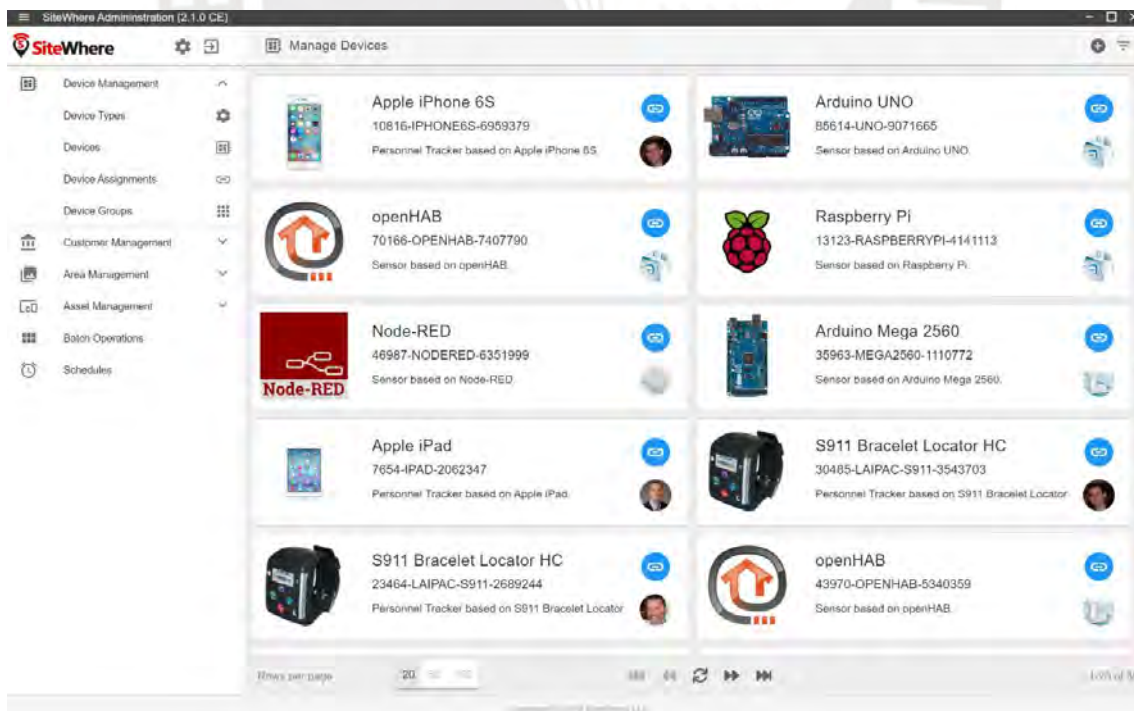 SiteWhere Admininstration [2.1.0 CE]
SiteWhere
Manage Devices
Device Management
Device Types
Devices
Device Assignments
Device Groups
Customer Management
Area Management
Asset Management
Batch Operations
Schedules
Apple iPhone 6S
10816-IPHONE6S-6959379
Personnel Tracker based on Apple iPhone 6S.
Arduino UNO
85614-UNO-9071665
Sensor based on Arduino UNO.
openHAB
70166-OPENHAB-7407790
Sensor based on openHAB.
Raspberry Pi
13123-RASPBERRYPI-4141113
Sensor based on Raspberry Pi.
Node-RED
Node-RED
46987-NODERED-6351999
Sensor based on Node-RED.
Arduino Mega 2560
35963-MEGA2560-1110772
Sensor based on Arduino Mega 2560.
Apple iPad
7654-IPAD-2062347
Personnel Tracker based on Apple iPad.
S911 Bracelet Locator HC
30485-LAIPAC-S911-3543703
Personnel Tracker based on S911 Bracelet Locator
S911 Bracelet Locator HC
23464-LAIPAC-S911-2689244
Personnel Tracker based on S911 Bracelet Locator
openHAB
43970-OPENHAB-5340359
Sensor based on openHAB.
Rows per page
20